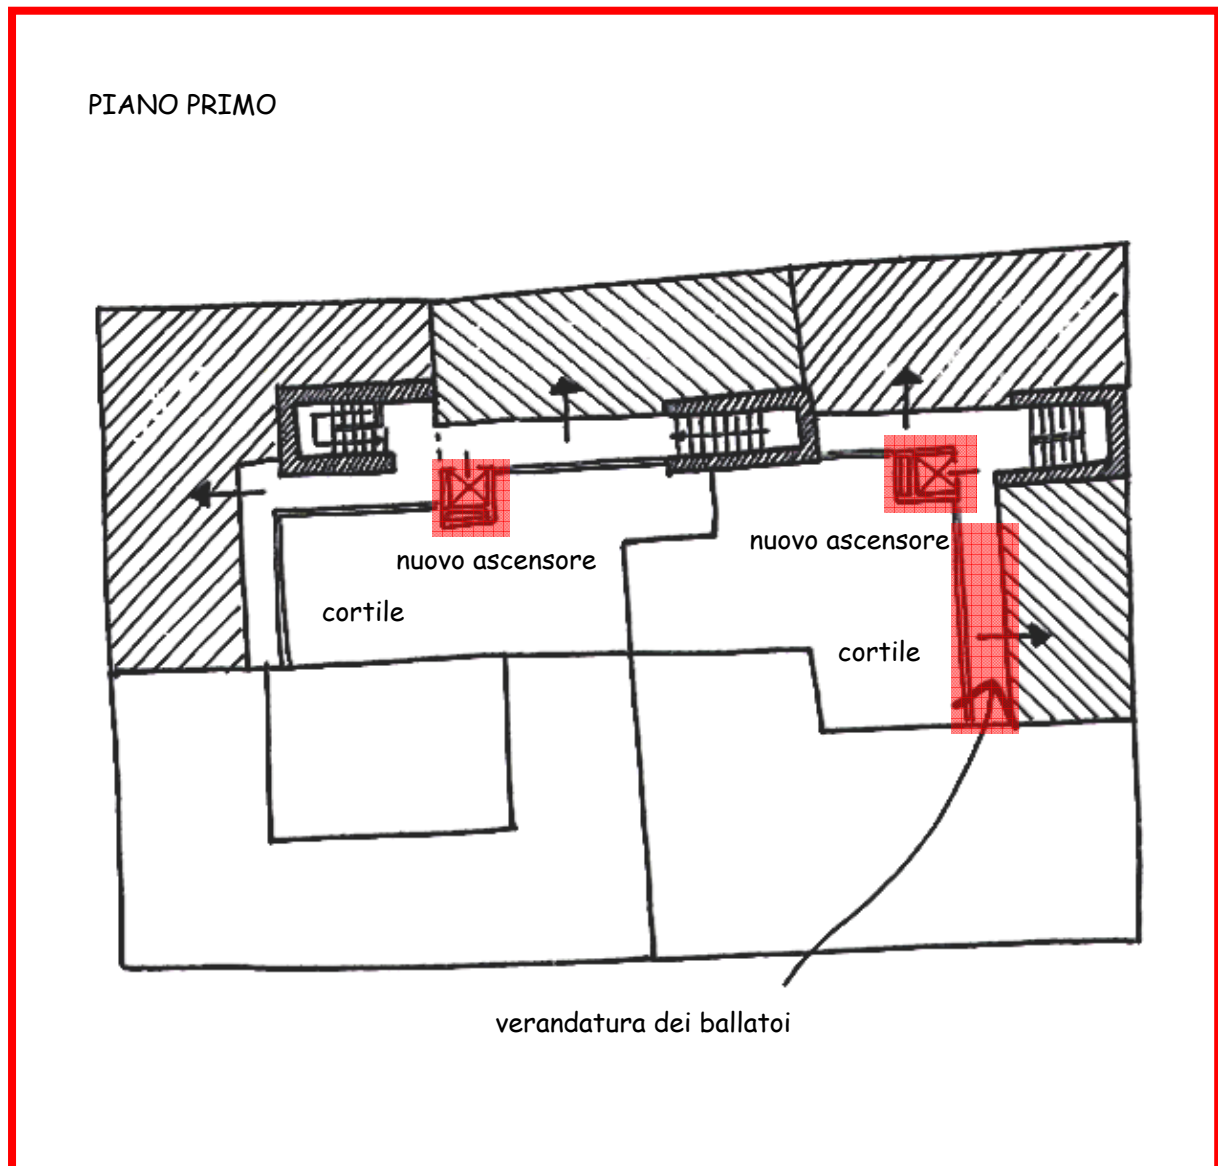 PIANO PRIMO
nuovo ascensore
nuovo ascensore
cortile
cortile
verandatura dei ballatoi